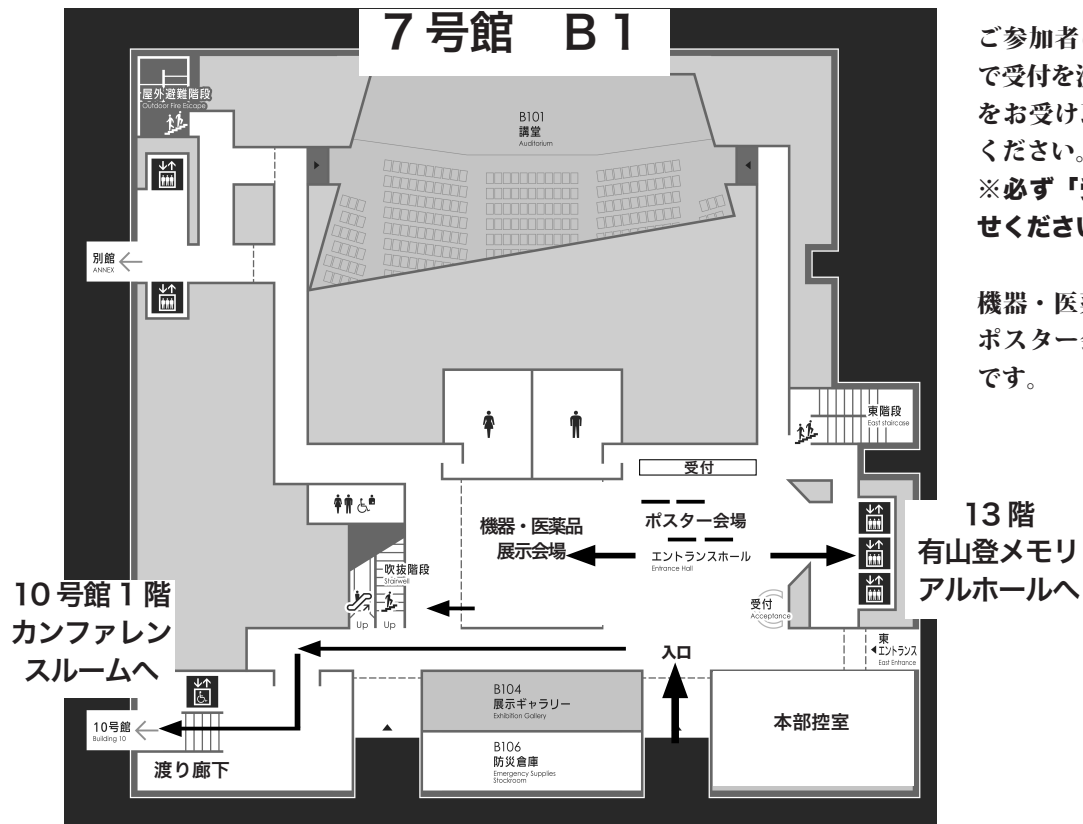 7号館　B1
屋外避難階段
Outdoor Fire Escape
B101
講堂
Auditorium
別館
ANNEX
東階段
East staircase
受付
機器・医薬品
展示会場
ポスター会場
エントランスホール
Entrance Hall
13階
有山登メモリ
アルホールへ
吹抜階段
Stairwell
Up
Up
受付
Acceptance
10号館1階
カンファレン
スルームへ
入口
東
エントランス
East Entrance
10号館
Building 10
渡り廊下
B104
展示ギャラリー
Exhibition Gallery
B106
防災倉庫
Emergency Supplies
Stockroom
本部控室
ご参加者
で受付を
をお受け
ください。
※必ず「
せください
機器・医
ポスター
です。